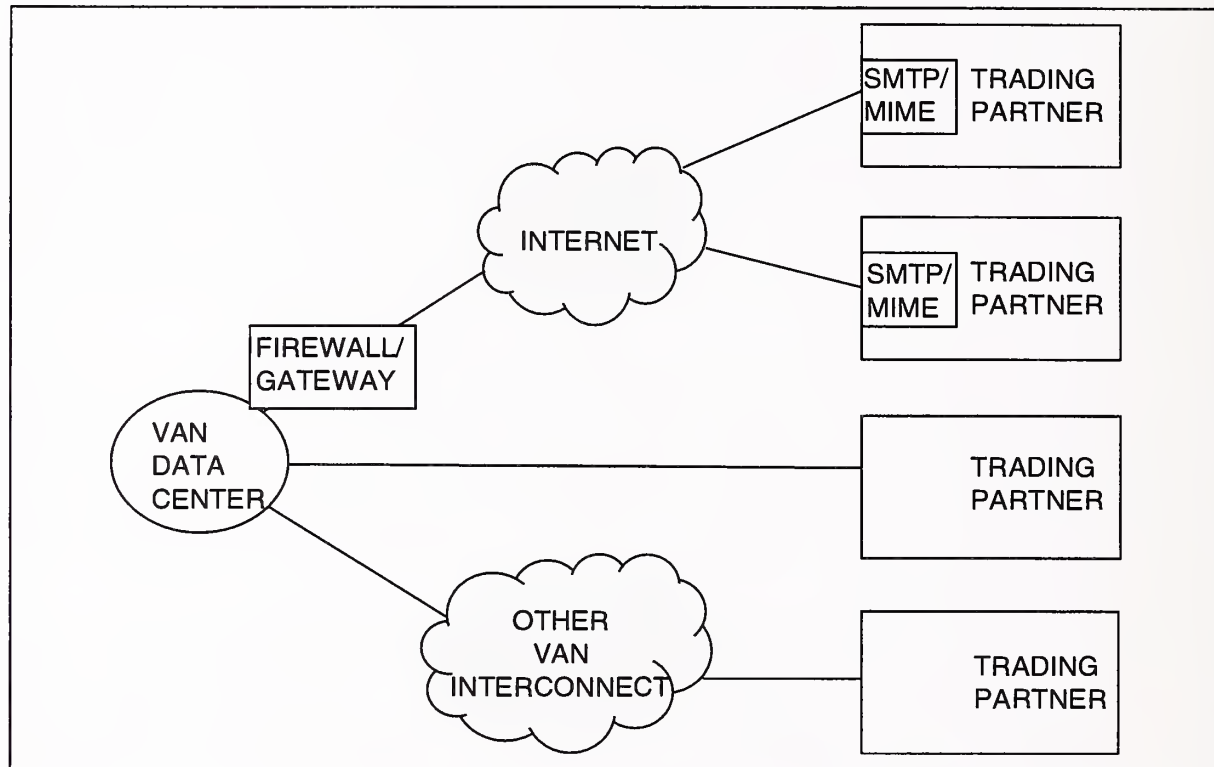 SMTP/
MIME
TRADING
PARTNER
INTERNET
SMTP/
MIME
TRADING
PARTNER
FIREWALL/
GATEWAY
VAN
DATA
CENTER
TRADING
PARTNER
OTHER
VAN
INTERCONNECT
TRADING
PARTNER